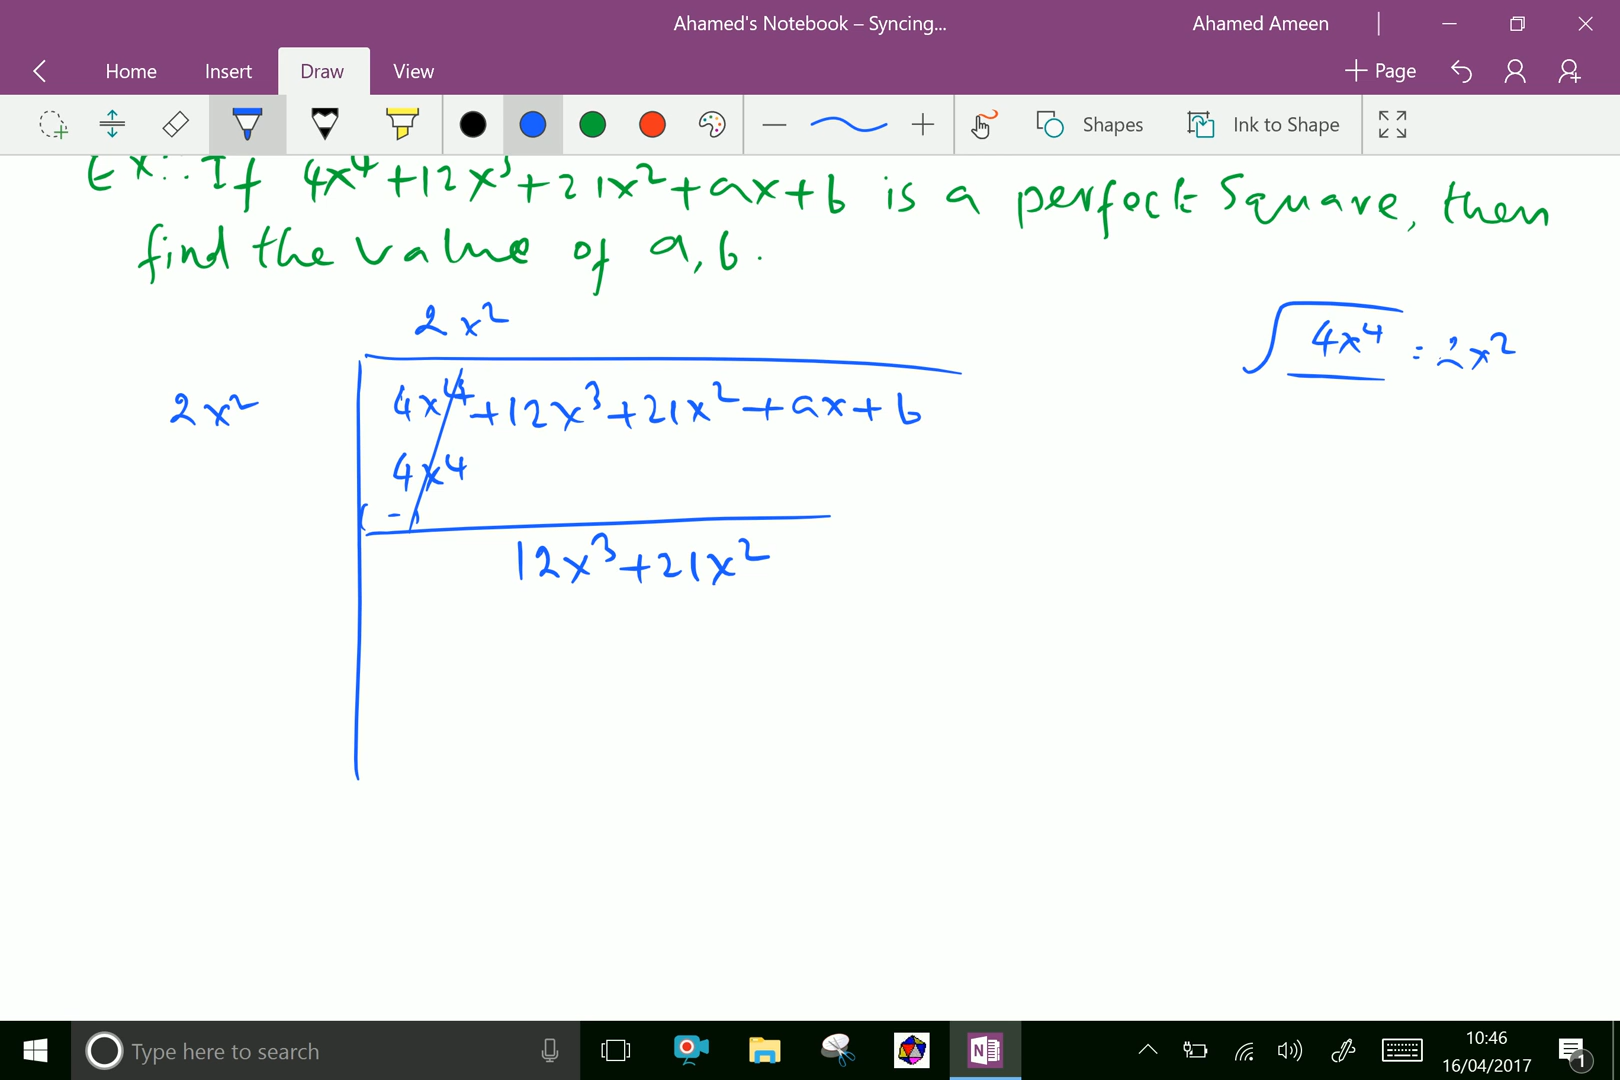 Ahamed's Notebook – Syncing...
Ahamed Ameen
Home Insert Draw View
Page
Shapes Ink to Shape
Ex:. If 4x⁴+12x³+21x²+ax+b is a perfect Square, then
find the value of a,b.
2x²
√4x⁴ = 2x²
2x²
4x⁴+12x³+21x²+ax+b
4x⁴
(-)
12x³+21x²
Type here to search
10:46
16/04/2017
1